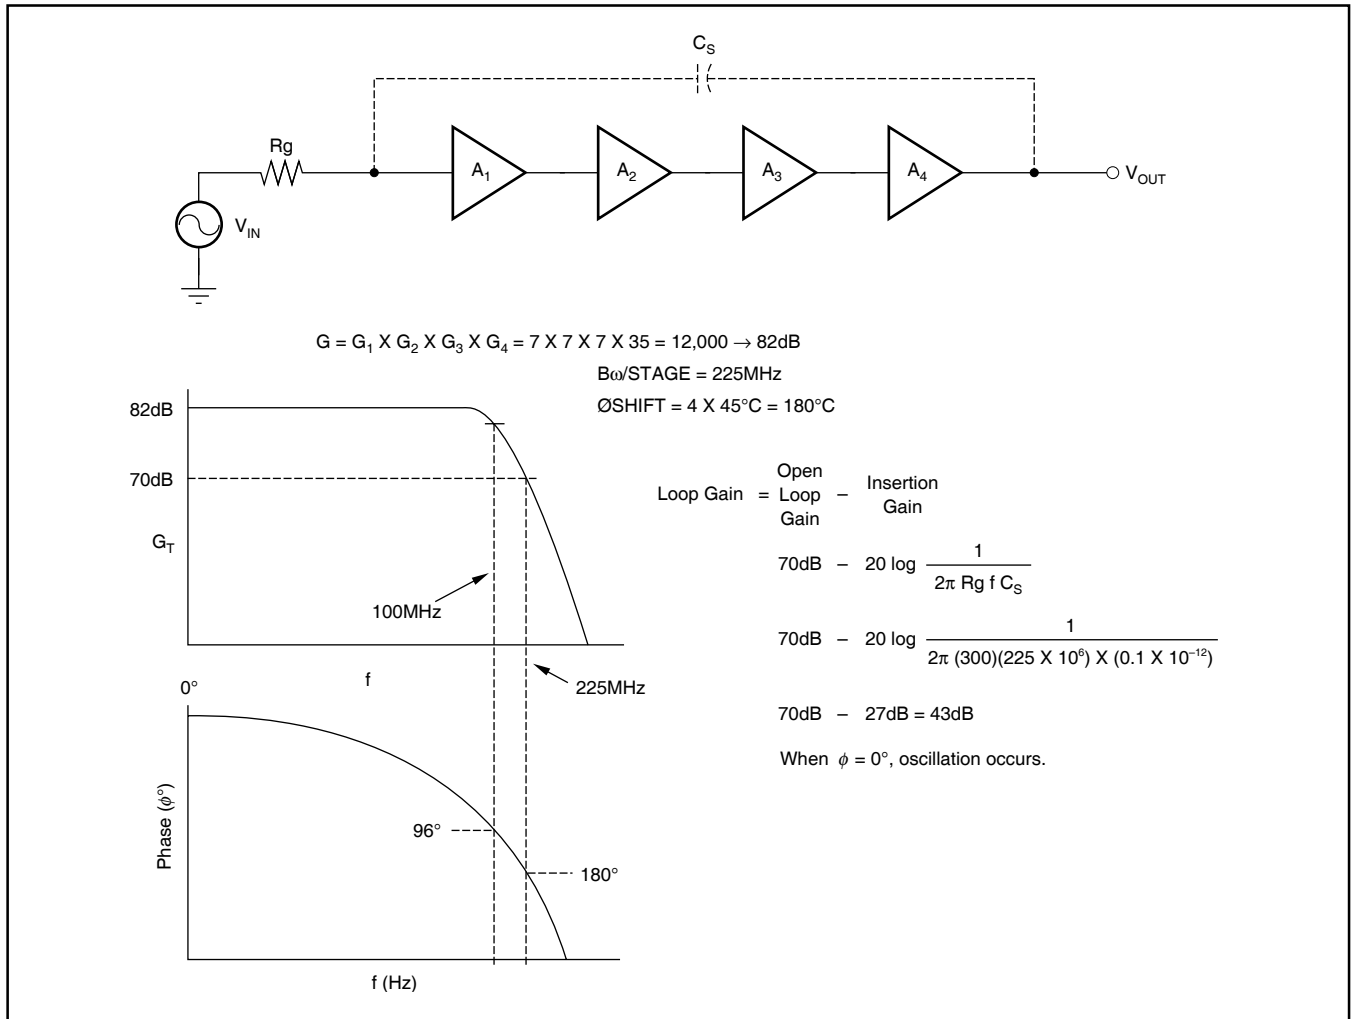 C_S
Rg
A_1
A_2
A_3
A_4
V_OUT
V_IN
G = G_1 X G_2 X G_3 X G_4 = 7 X 7 X 7 X 35 = 12,000 → 82dB
Bω/STAGE = 225MHz
ØSHIFT = 4 X 45°C = 180°C
82dB
70dB
G_T
100MHz
f
225MHz
Loop Gain = Open Loop Gain – Insertion Gain
70dB – 20 log 1 / 2π Rg f C_S
70dB – 20 log 1 / 2π (300)(225 X 10^6) X (0.1 X 10^–12)
70dB – 27dB = 43dB
When ϕ = 0°, oscillation occurs.
0°
Phase (ϕ°)
96°
180°
f (Hz)